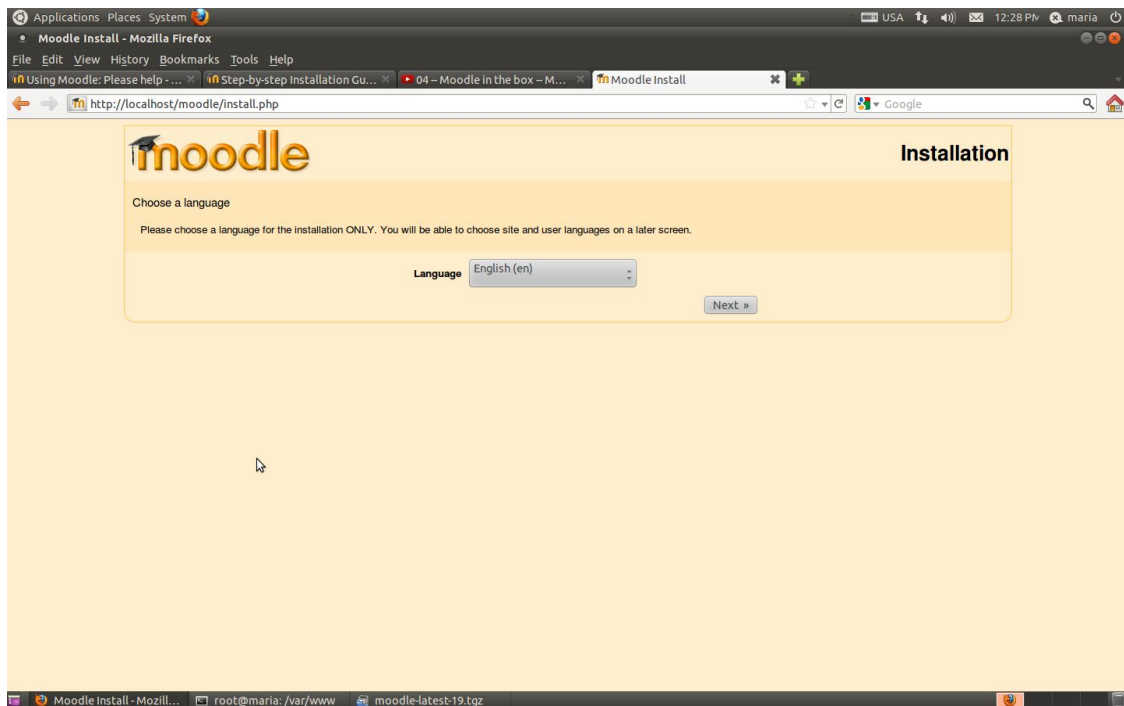 Applications Places System USA 12:28 PM maria
Moodle Install - Mozilla Firefox
File Edit View History Bookmarks Tools Help
Using Moodle: Please help - ... Step-by-step Installation Gu... 04 – Moodle in the box – M... Moodle Install
http://localhost/moodle/install.php Google
moodle Installation
Choose a language
Please choose a language for the installation ONLY. You will be able to choose site and user languages on a later screen.
Language English (en)
Next »
Moodle Install - Mozill... root@maria: /var/www moodle-latest-19.tgz